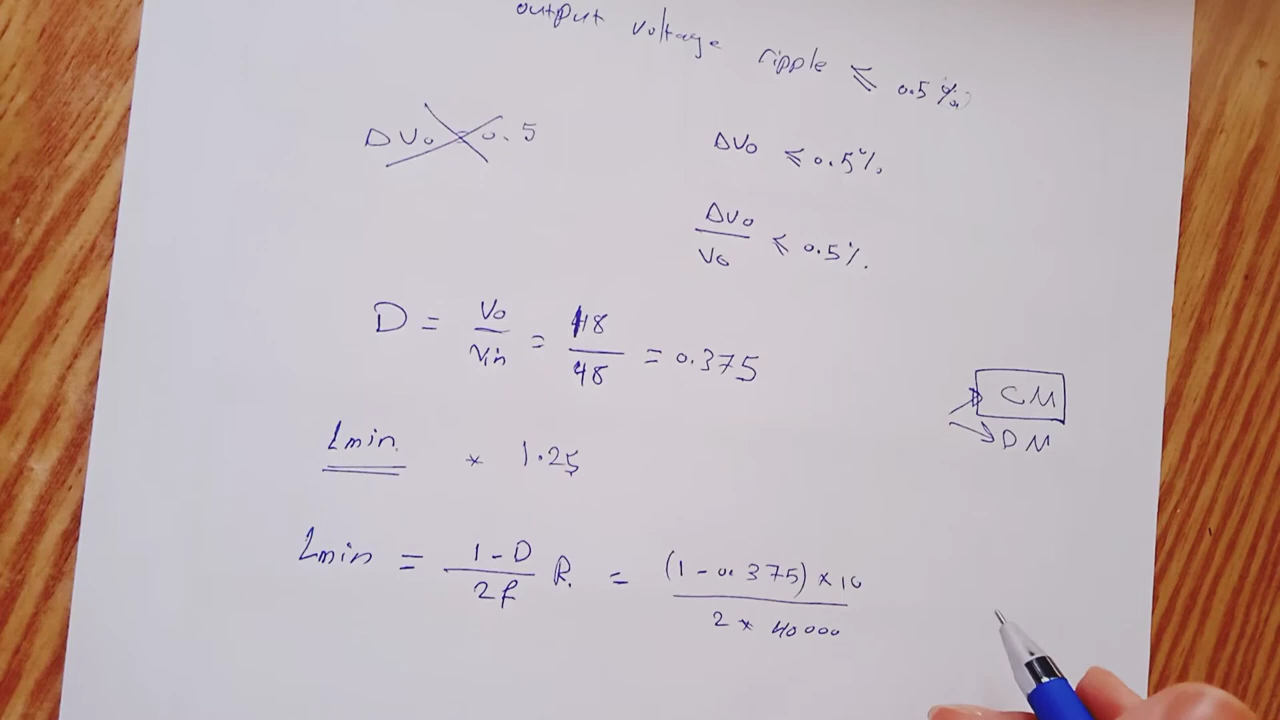 output voltage ripple ≤ 0.5%
ΔVo = 0.5
ΔVo ≤ 0.5%
ΔVo / Vo ≤ 0.5%.
D = Vo / Vin = 18 / 48 = 0.375
CM
DM
Lmin. * 1.25
Lmin = 1-D / 2f R. = (1-0.375) × 10 / 2 * 40000